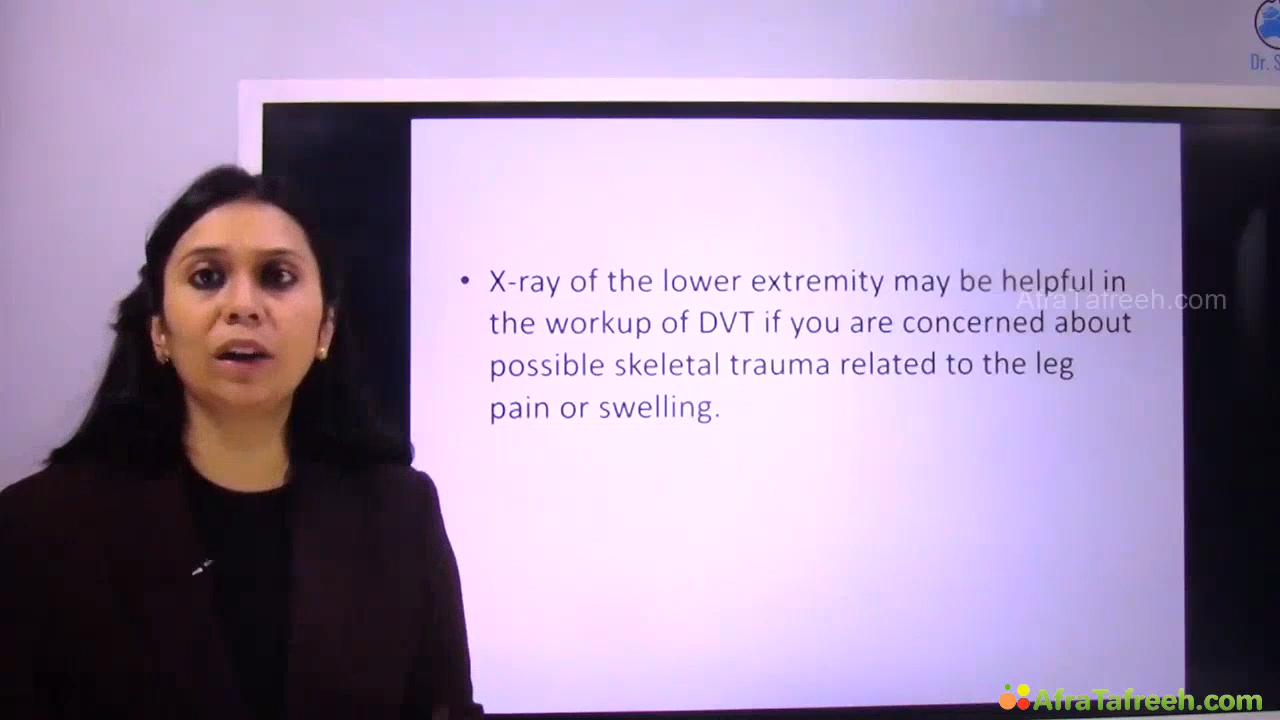 Dr. S
• X-ray of the lower extremity may be helpful in
AfraTafreeh.com
the workup of DVT if you are concerned about
possible skeletal trauma related to the leg
pain or swelling.
AfraTafreeh.com